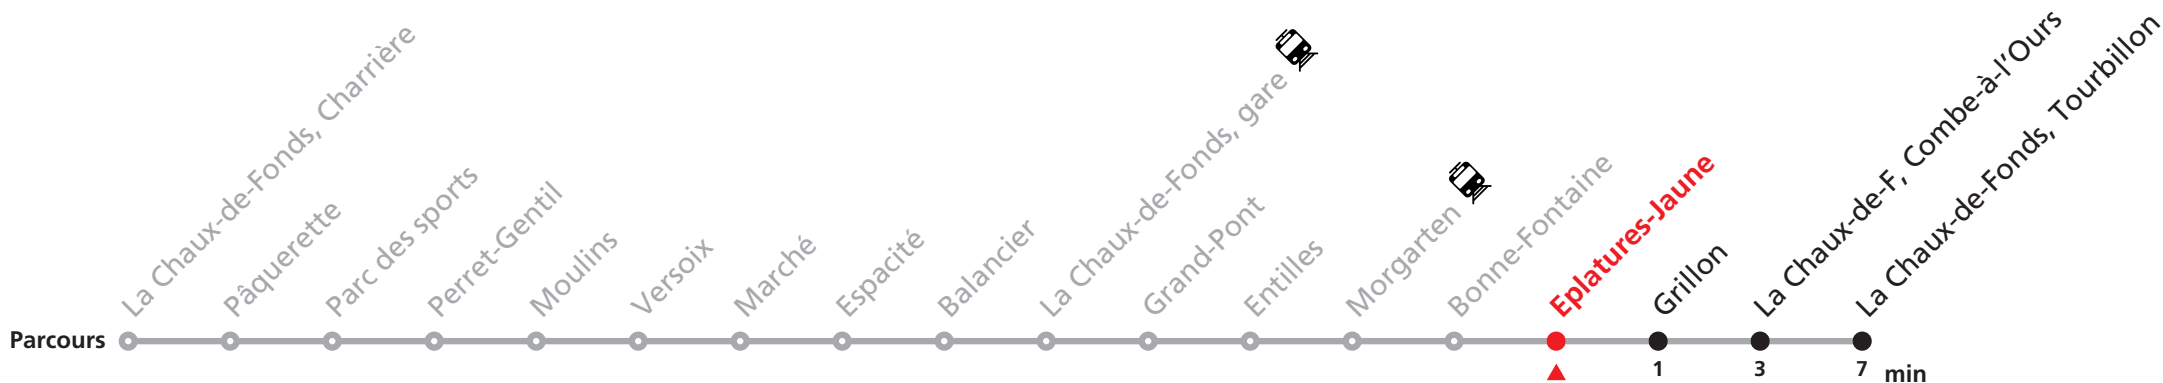 La Chaux-de-Fonds, Charrière
Pâquerette
Parc des sports
Perret-Gentil
Moulins
Versoix
Marché
Espacité
Balancier
La Chaux-de-Fonds, gare
Grand-Pont
Entilles
Morgarten
Bonne-Fontaine
Eplatures-Jaune
Grillon
La Chaux-de-F, Combe-à-l'Ours
La Chaux-de-Fonds, Tourbillon
Parcours
1 3 7 min